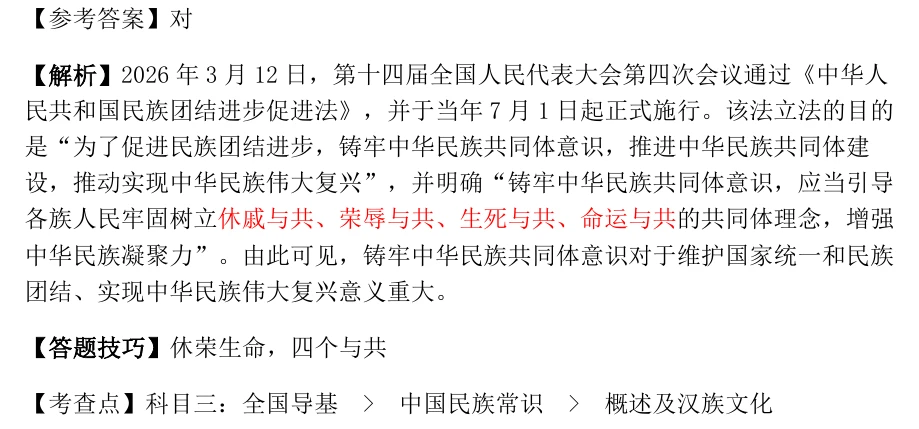 【参考答案】对
【解析】2026 年 3 月 12 日，第十四届全国人民代表大会第四次会议通过《中华人
民共和国民族团结进步促进法》，并于当年 7 月 1 日起正式施行。该法立法的目的
是“为了促进民族团结进步，铸牢中华民族共同体意识，推进中华民族共同体建
设，推动实现中华民族伟大复兴”，并明确“铸牢中华民族共同体意识，应当引导
各族人民牢固树立休戚与共、荣辱与共、生死与共、命运与共的共同体理念，增强
中华民族凝聚力”。由此可见，铸牢中华民族共同体意识对于维护国家统一和民族
团结、实现中华民族伟大复兴意义重大。
【答题技巧】休荣生命，四个与共
【考查点】科目三：全国导基 > 中国民族常识 > 概述及汉族文化